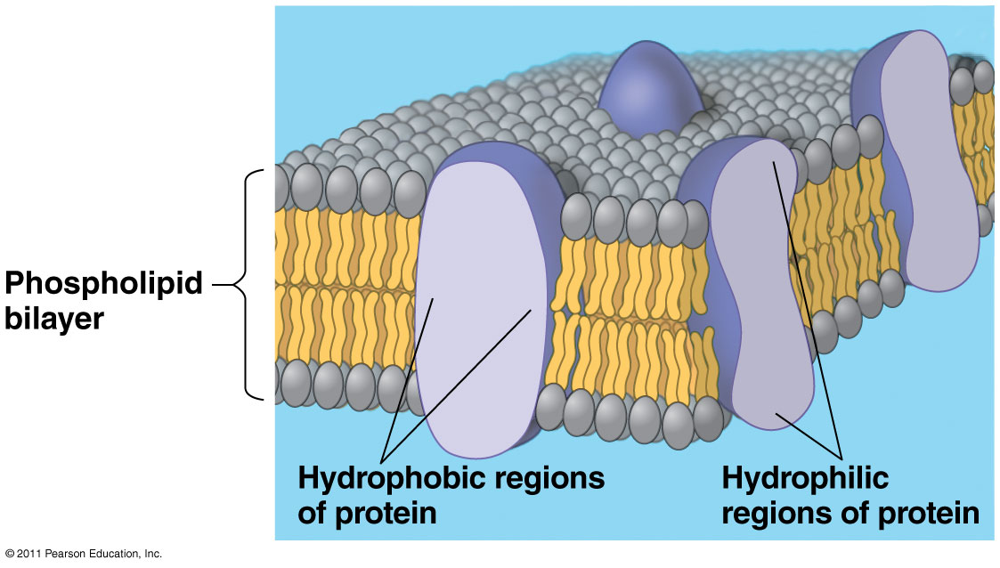 Phospholipid
bilayer
Hydrophobic regions
of protein
Hydrophilic
regions of protein
© 2011 Pearson Education, Inc.